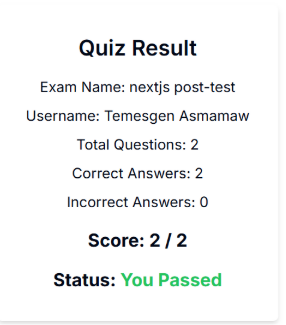 Quiz Result
Exam Name: nextjs post-test
Username: Temesgen Asmamaw
Total Questions: 2
Correct Answers: 2
Incorrect Answers: 0
Score: 2 / 2
Status: You Passed